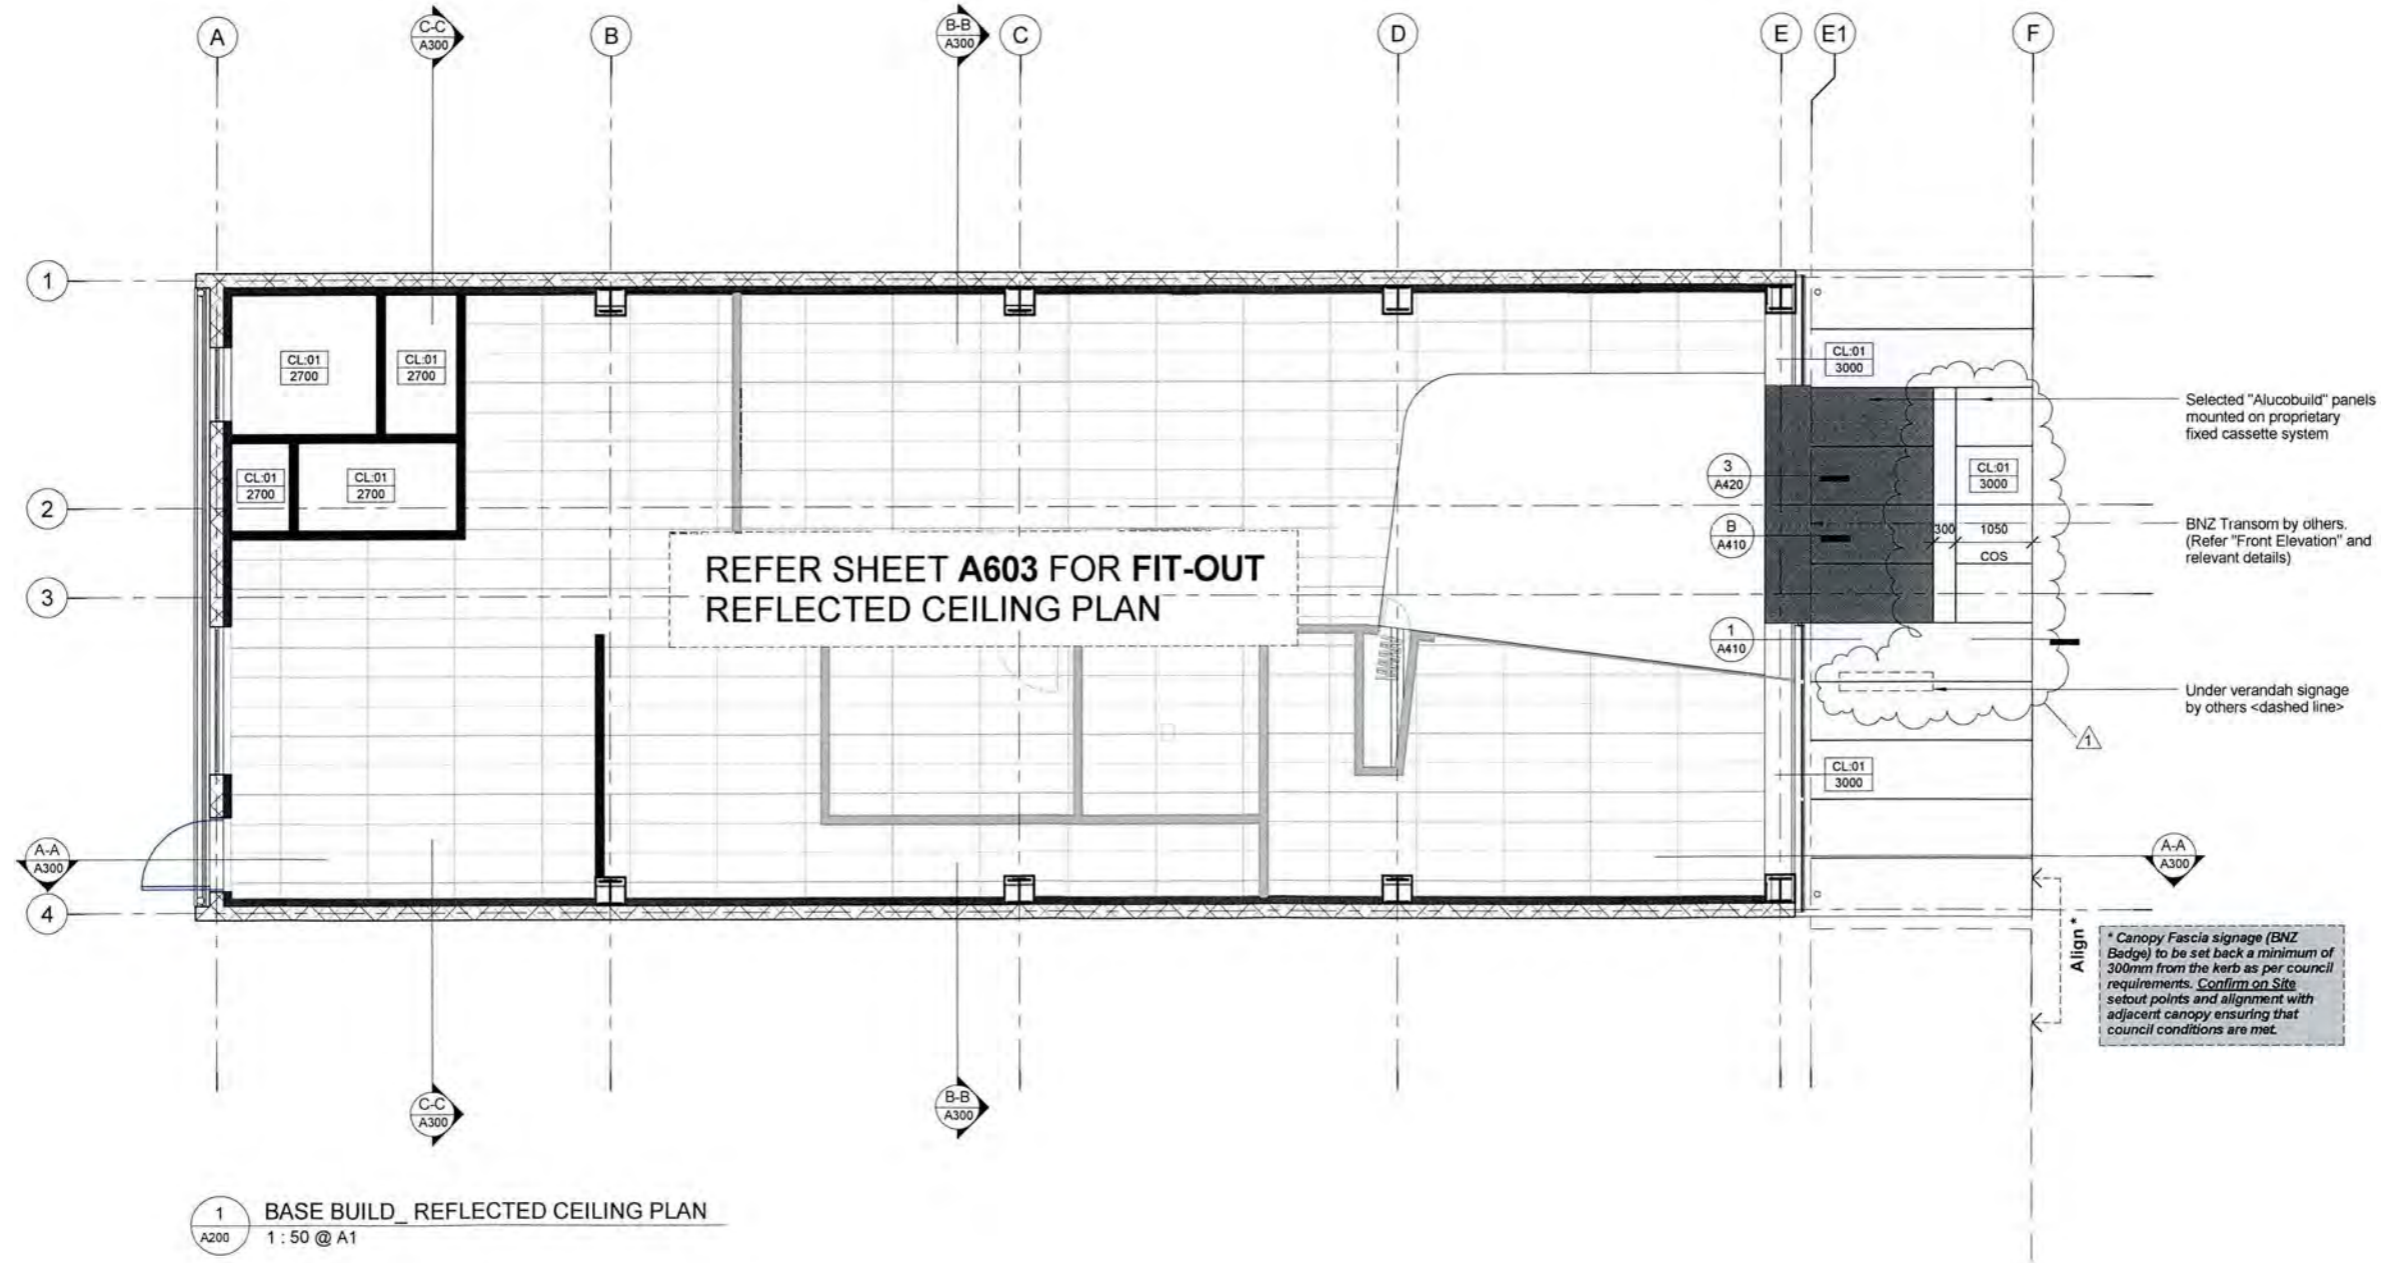 A
C-C
A300
B
B-B
A300
C
D
E
E1
F
1
2
3
4
CL:01
2700
CL:01
2700
CL:01
2700
CL:01
2700
CL:01
3000
Selected "Alucobuild" panels
mounted on proprietary
fixed cassette system
3
A420
CL:01
3000
B
A410
300
1050
COS
BNZ Transom by others.
(Refer "Front Elevation" and
relevant details)
REFER SHEET A603 FOR FIT-OUT
REFLECTED CEILING PLAN
1
A410
Under verandah signage
by others <dashed line>
1
CL:01
3000
A-A
A300
A-A
A300
Align*
* Canopy Fascia signage (BNZ
Badge) to be set back a minimum of
300mm from the kerb as per council
requirements. Confirm on Site
setout points and alignment with
adjacent canopy ensuring that
council conditions are met.
C-C
A300
B-B
A300
1
A200
BASE BUILD_ REFLECTED CEILING PLAN
1 : 50 @ A1